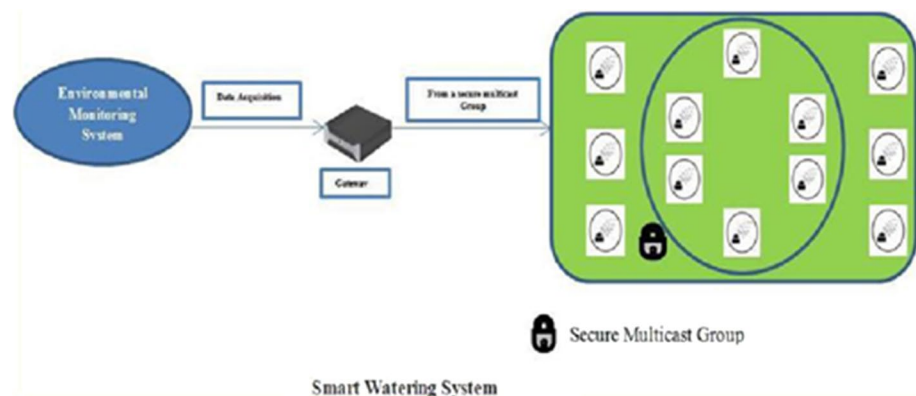 Environmental
Monitoring
System
Data Acquisition
From a secure multicast
Group
Gateway
Secure Multicast Group
Smart Watering System